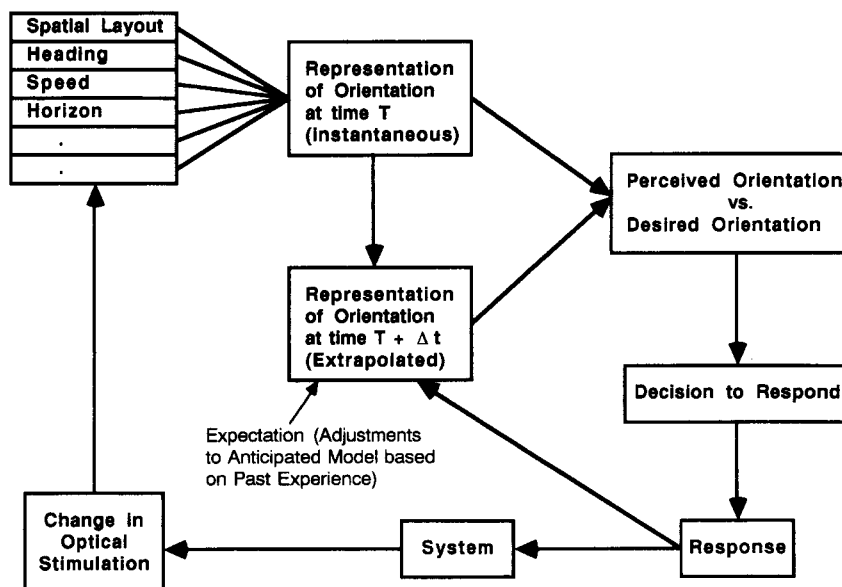 Spatial Layout
Heading
Speed
Horizon
.
.
Representation
of Orientation
at time T
(Instantaneous)
Perceived Orientation
vs.
Desired Orientation
Representation
of Orientation
at time T + Δ t
(Extrapolated)
Decision to Respond
Expectation (Adjustments
to Anticipated Model based
on Past Experience)
Change in
Optical
Stimulation
System
Response